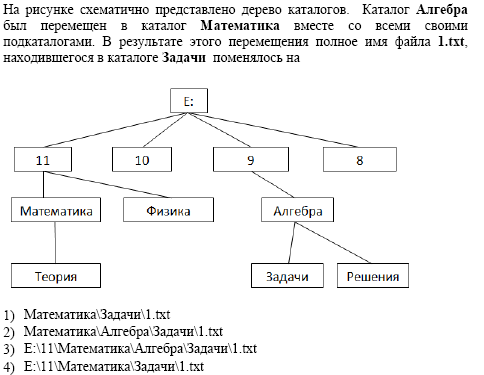 На рисунке схематично представлено дерево каталогов. Каталог Алгебра
был перемещен в каталог Математика вместе со всеми своими
подкаталогами. В результате этого перемещения полное имя файла 1.txt,
находившегося в каталоге Задачи поменялось на
E:
11 10 9 8
Математика Физика Алгебра
Теория Задачи Решения
1) Математика\Задачи\1.txt
2) Математика\Алгебра\Задачи\1.txt
3) E:\11\Математика\Алгебра\Задачи\1.txt
4) E:\11\Математика\Задачи\1.txt